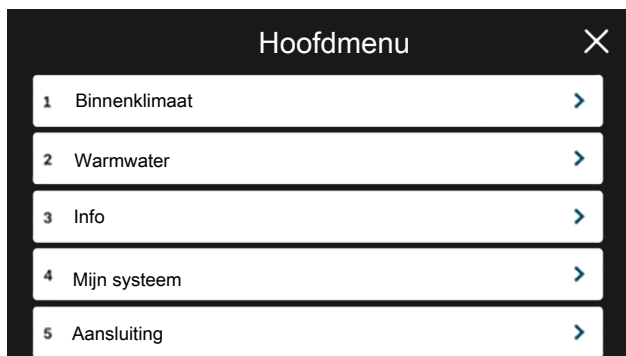 Hoofdmenu
1 Binnenklimaat
2 Warmwater
3 Info
4 Mijn systeem
5 Aansluiting